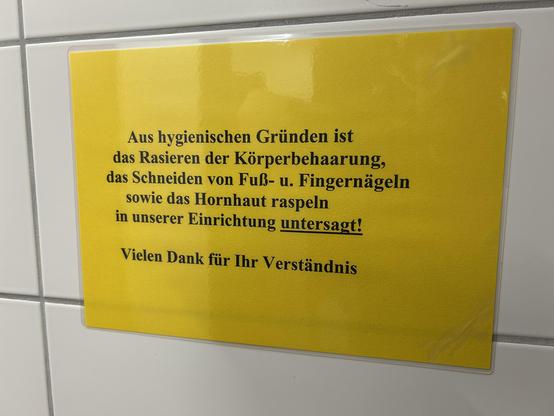 Aus hygienischen Gründen ist
das Rasieren der Körperbehaarung,
das Schneiden von Fuß- u. Fingernägeln
sowie das Hornhaut raspeln
in unserer Einrichtung untersagt!
Vielen Dank für Ihr Verständnis